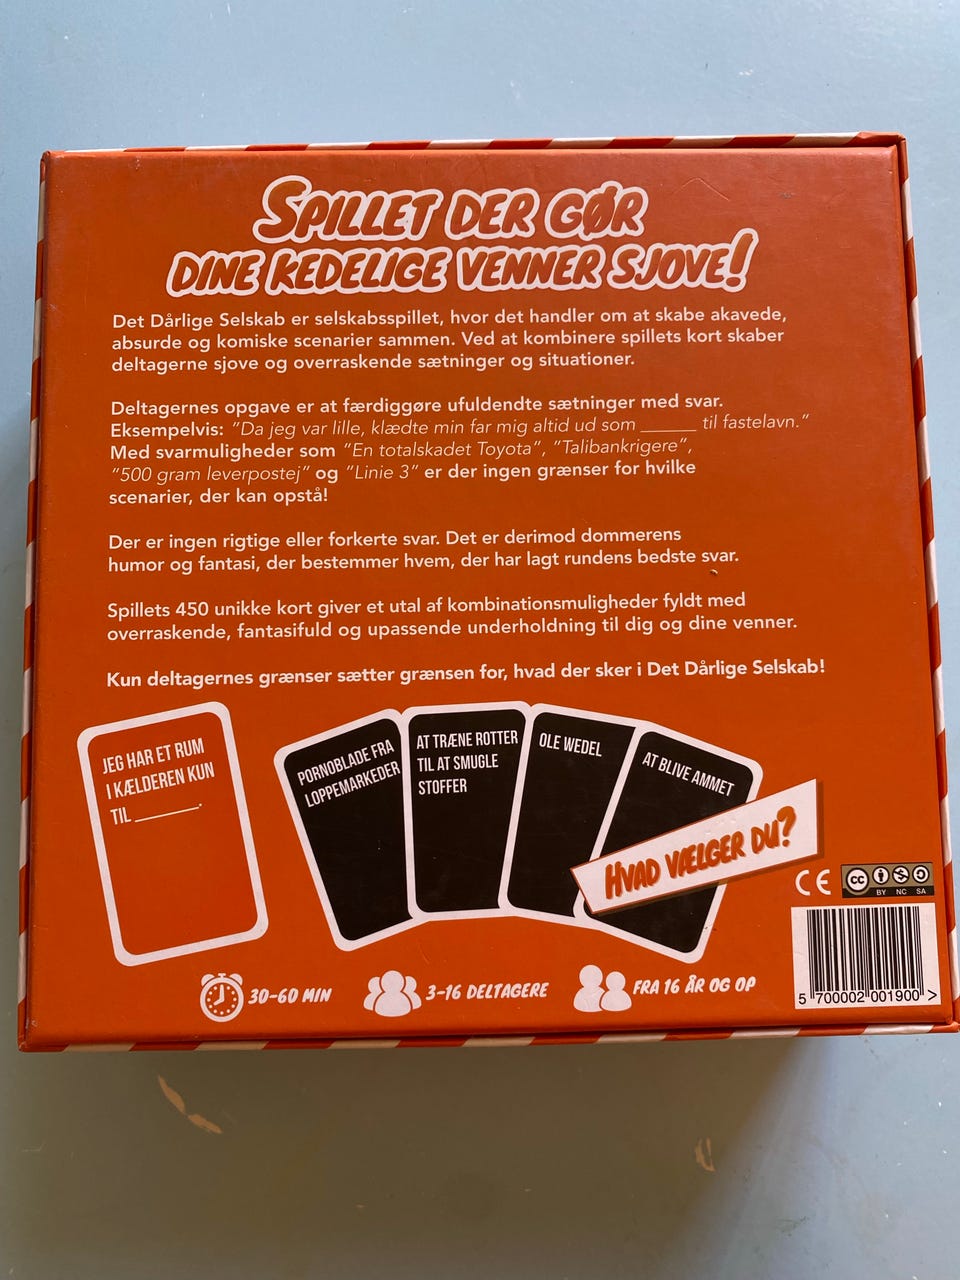 SPILLET DER GØR
DINE KEDELIGE VENNER SJOVE!
Det Dårlige Selskab er selskabsspillet, hvor det handler om at skabe akavede,
absurde og komiske scenarier sammen. Ved at kombinere spillets kort skaber
deltagerne sjove og overraskende sætninger og situationer.
Deltagernes opgave er at færdiggøre ufuldendte sætninger med svar.
Eksempelvis: "Da jeg var lille, klædte min far mig altid ud som ______ til fastelavn."
Med svarmuligheder som "En totalskadet Toyota", "Talibankrigere",
"500 gram leverpostej" og "Linie 3" er der ingen grænser for hvilke
scenarier, der kan opstå!
Der er ingen rigtige eller forkerte svar. Det er derimod dommerens
humor og fantasi, der bestemmer hvem, der har lagt rundens bedste svar.
Spillets 450 unikke kort giver et utal af kombinationsmuligheder fyldt med
overraskende, fantasifuld og upassende underholdning til dig og dine venner.
Kun deltagernes grænser sætter grænsen for, hvad der sker i Det Dårlige Selskab!
JEG HAR ET RUM
I KÆLDEREN KUN
TIL ______.
PORNOBLADE FRA
LOPPEMARKEDER
AT TRÆNE ROTTER
TIL AT SMUGLE
STOFFER
OLE WEDEL
AT BLIVE AMMET
HVAD VÆLGER DU?
CE
cc
BY NC SA
30-60 MIN
3-16 DELTAGERE
FRA 16 ÅR OG OP
5 700002 001900 >